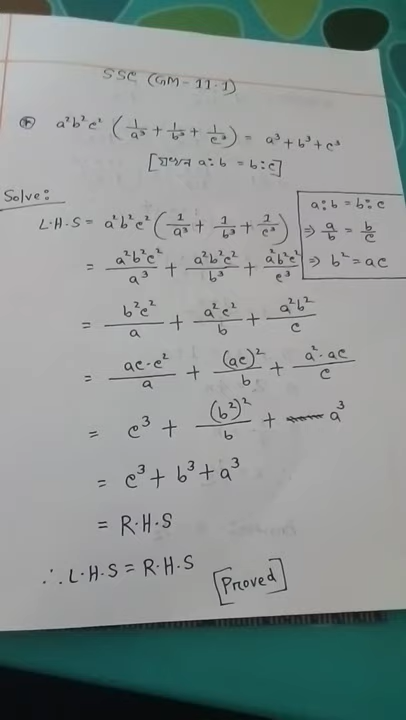 SSC (GM-11.1)
* a²b²c² (1/a³ + 1/b³ + 1/c³) = a³ + b³ + c³
[যখন a:b = b:c]
Solve:
L.H.S = a²b²c² (1/a³ + 1/b³ + 1/c³)
a:b = b:c
⇒ a/b = b/c
⇒ b² = ac
= a²b²c²/a³ + a²b²c²/b³ + a²b²c²/c³
= b²c²/a + a²c²/b + a²b²/c
= ac·c²/a + (ac)²/b + a²·ac/c
= c³ + (b²)²/b + a³
= c³ + b³ + a³
= R.H.S
∴ L.H.S = R.H.S
[Proved]